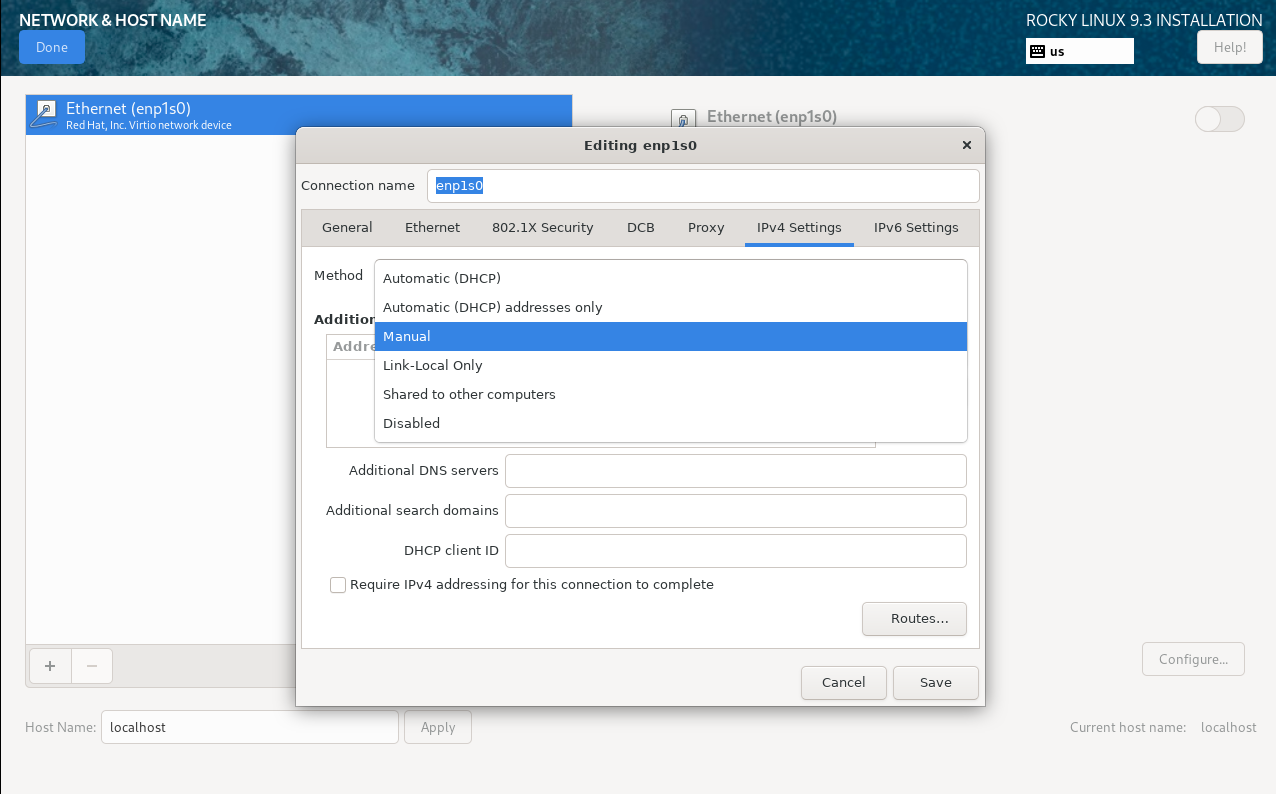 NETWORK & HOST NAME
ROCKY LINUX 9.3 INSTALLATION
Done
us
Help!
Ethernet (enp1s0)
Red Hat, Inc. Virtio network device
Ethernet (enp1s0)
Editing enp1s0
Connection name
enp1s0
General
Ethernet
802.1X Security
DCB
Proxy
IPv4 Settings
IPv6 Settings
Method
Automatic (DHCP)
Automatic (DHCP) addresses only
Manual
Link-Local Only
Shared to other computers
Disabled
Additional DNS servers
Additional search domains
DHCP client ID
Require IPv4 addressing for this connection to complete
Routes…
Cancel
Save
Configure...
Host Name:
localhost
Apply
Current host name:
localhost